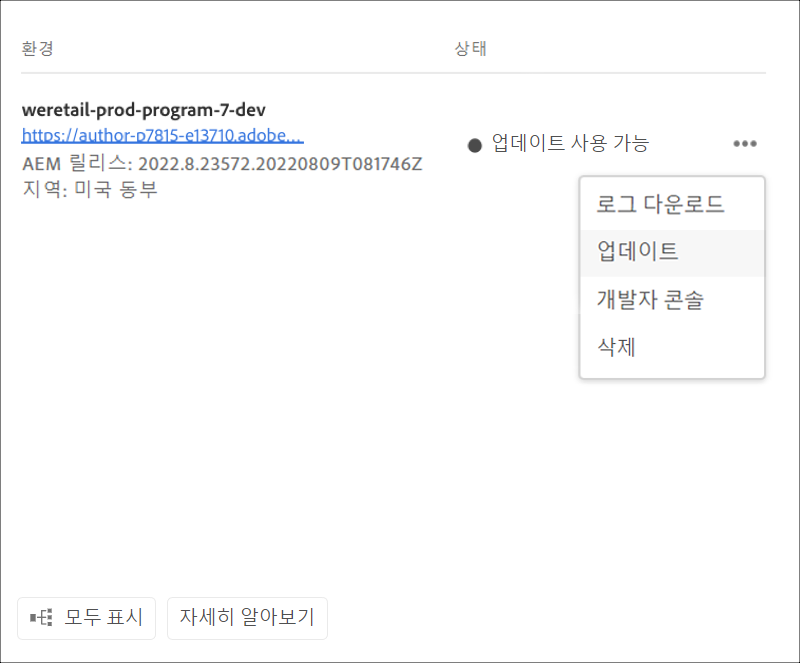 환경
상태
weretail-prod-program-7-dev
https://author-p7815-e13710.adobe...
AEM 릴리스: 2022.8.23572.20220809T081746Z
지역: 미국 동부
업데이트 사용 가능
로그 다운로드
업데이트
개발자 콘솔
삭제
모두 표시
자세히 알아보기